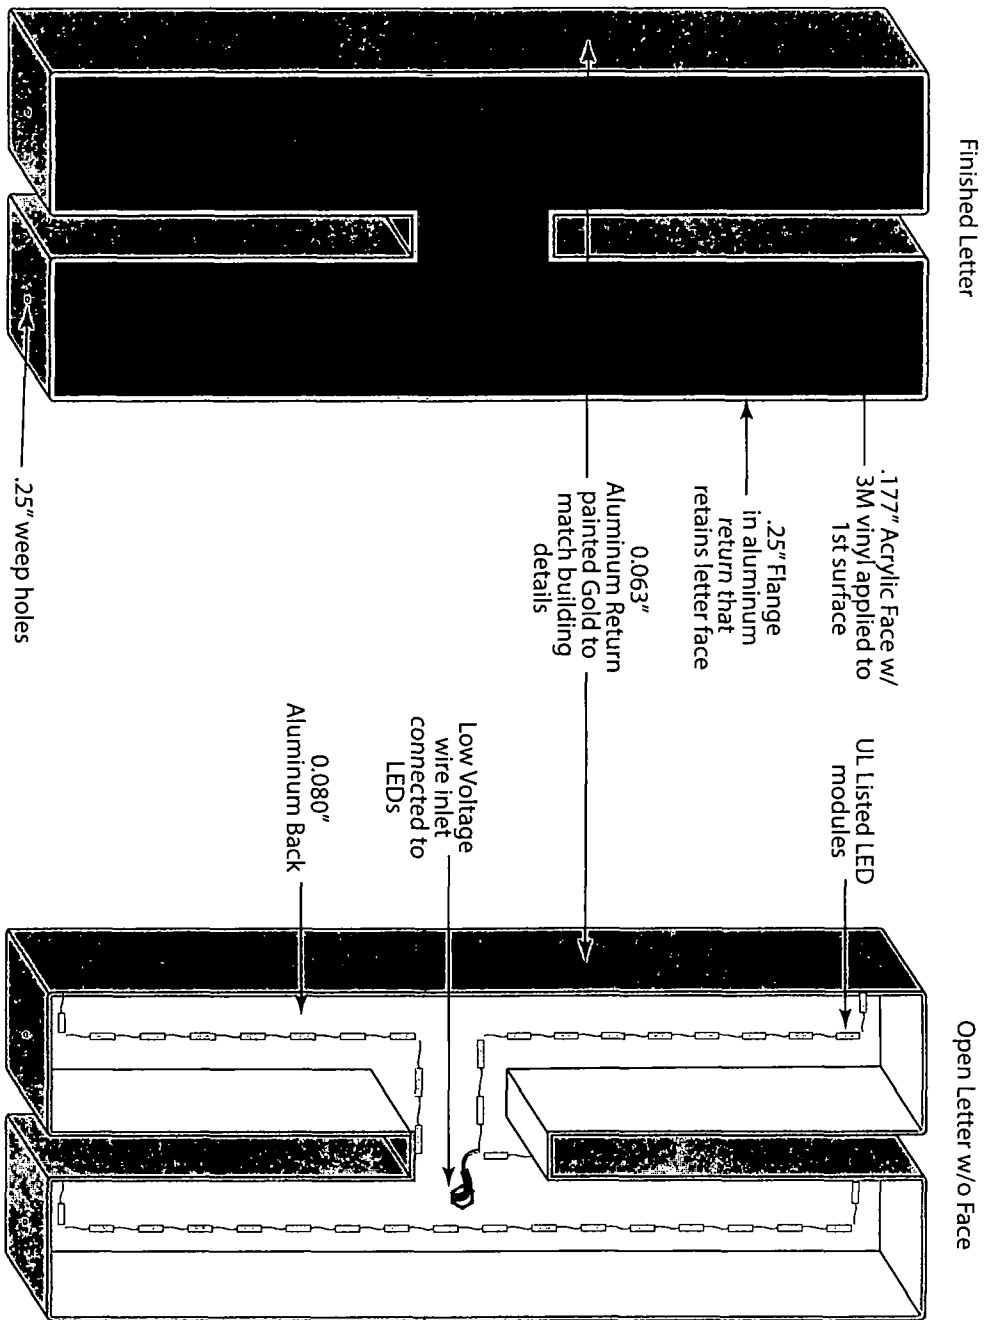 Finished Letter
.177" Acrylic Face w/
3M vinyl applied to
1st surface
.25" Flange
in aluminum
return that
retains letter face
0.063"
Aluminum Return
painted Gold to
match building
details
.25" weep holes
Open Letter w/o Face
UL Listed LED
modules
Low Voltage
wire inlet
connected to
LEDs
0.080"
Aluminum Back